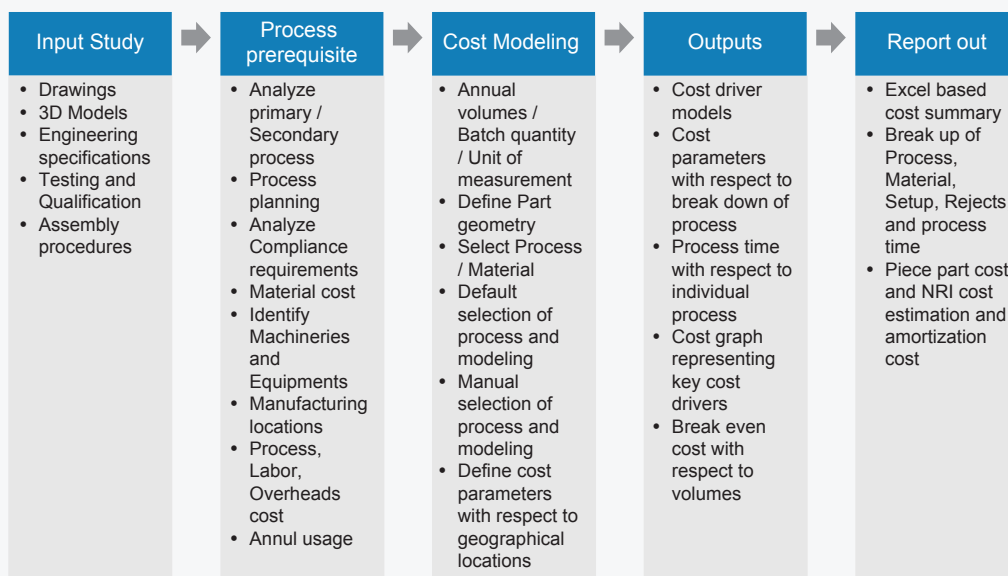 Input Study
• Drawings
• 3D Models
• Engineering
specifications
• Testing and
Qualification
• Assembly
procedures
Process
prerequisite
• Analyze
primary /
Secondary
process
• Process
planning
• Analyze
Compliance
requirements
• Material cost
• Identify
Machineries
and
Equipments
• Manufacturing
locations
• Process,
Labor,
Overheads
cost
• Annul usage
Cost Modeling
• Annual
volumes /
Batch quantity
/ Unit of
measurement
• Define Part
geometry
• Select Process
/ Material
• Default
selection of
process and
modeling
• Manual
selection of
process and
modeling
• Define cost
parameters
with respect to
geographical
locations
Outputs
• Cost driver
models
• Cost
parameters
with respect to
break down of
process
• Process time
with respect to
individual
process
• Cost graph
representing
key cost
drivers
• Break even
cost with
respect to
volumes
Report out
• Excel based
cost summary
• Break up of
Process,
Material,
Setup, Rejects
and process
time
• Piece part cost
and NRI cost
estimation and
amortization
cost